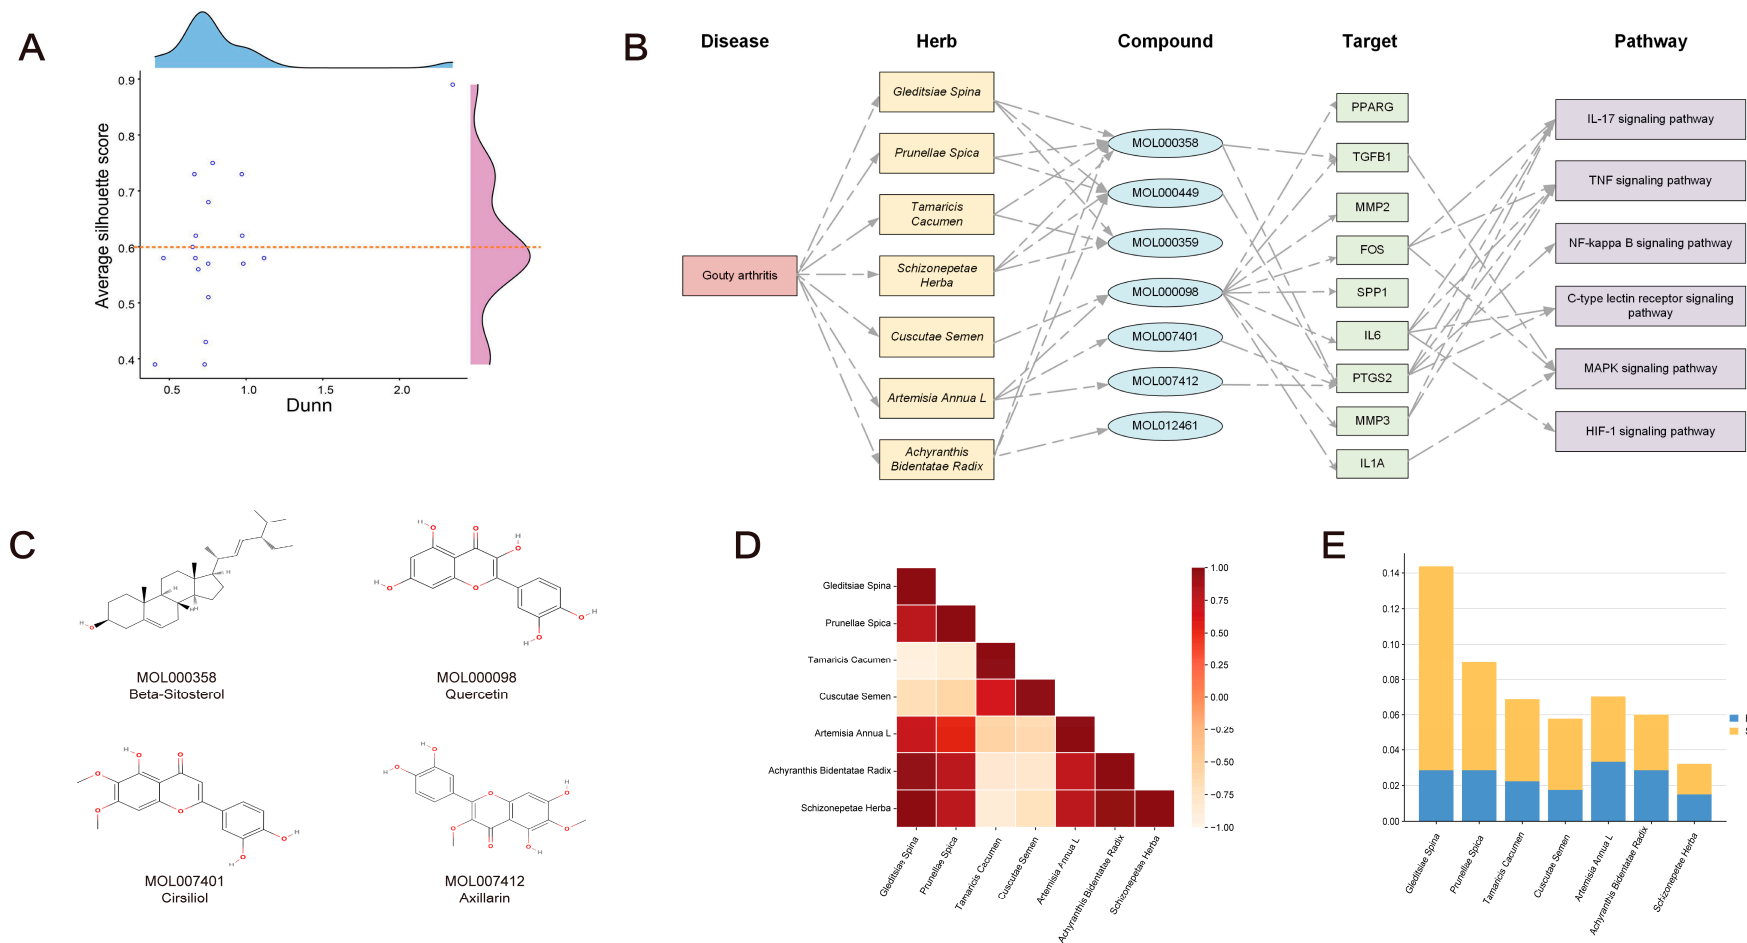 A
Average silhouette score
0.9
0.8
0.7
0.6
0.5
0.4
0.5
1.0
1.5
2.0
Dunn
B
Disease
Herb
Compound
Target
Pathway
Gouty arthritis
Gleditsiae Spina
Prunellae Spica
Tamaricis
Cacumen
Schizonepetae
Herba
Cuscutae Semen
Artemisia Annua L
Achyranthis
Bidentatae Radix
MOL000358
MOL000449
MOL000359
MOL000098
MOL007401
MOL007412
MOL012461
PPARG
TGFB1
MMP2
FOS
SPP1
IL6
PTGS2
MMP3
IL1A
IL-17 signaling pathway
TNF signaling pathway
NF-kappa B signaling pathway
C-type lectin receptor signaling
pathway
MAPK signaling pathway
HIF-1 signaling pathway
C
MOL000358
Beta-Sitosterol
MOL000098
Quercetin
MOL007401
Cirsiliol
MOL007412
Axillarin
D
Gleditsiae Spina
Prunellae Spica
Tamaricis Cacumen
Cuscutae Semen
Artemisia Annua L
Achyranthis Bidentatae Radix
Schizonepetae Herba
Gleditsiae Spina
Prunellae Spica
Tamaricis Cacumen
Cuscutae Semen
Artemisia Annua L
Achyranthis Bidentatae Radix
Schizonepetae Herba
1.00
0.75
0.50
0.25
0.00
−0.25
−0.50
−0.75
−1.00
E
0.14
0.12
0.10
0.08
0.06
0.04
0.02
0.00
Gleditsiae Spina
Prunellae Spica
Tamaricis Cacumen
Cuscutae Semen
Artemisia Annua L
Achyranthis Bidentatae Radix
Schizonepetae Herba